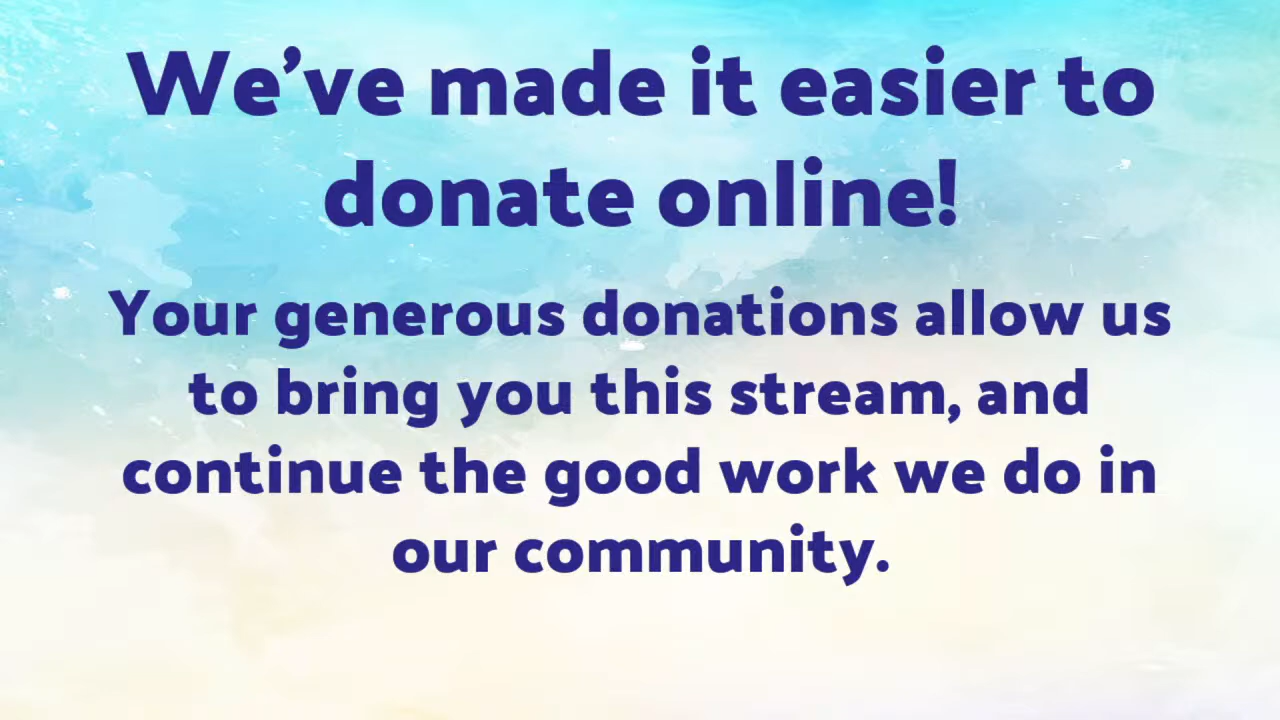 We’ve made it easier to
donate online!
Your generous donations allow us
to bring you this stream, and
continue the good work we do in
our community.